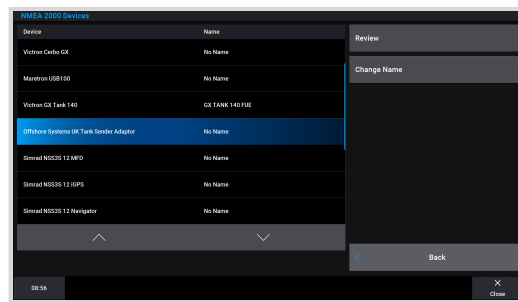 NMEA 2000 Devices
Device Name
Victron Cerbo GX No Name
Maretron USB100 No Name
Victron GX Tank 140 GX TANK 140 FUE
Offshore Systems UK Tank Sender Adaptor No Name
Simrad NSS3S 12 MFD No Name
Simrad NSS3S 12 iGPS No Name
Simrad NSS3S 12 Navigator No Name
Review
Change Name
Back
08:56
Close